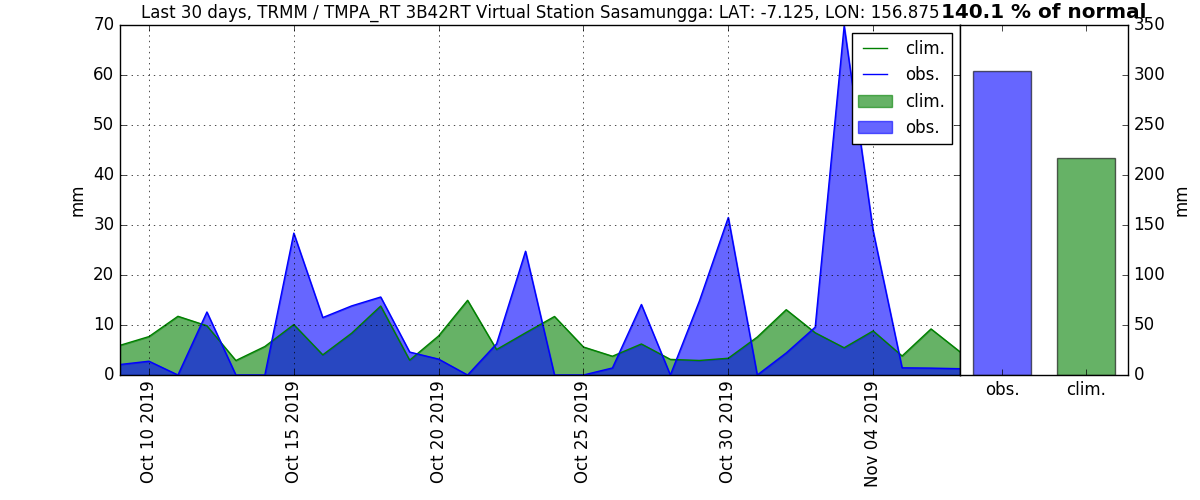 Last 30 days, TRMM / TMPA_RT 3B42RT Virtual Station Sasamungga: LAT: -7.125, LON: 156.875
140.1 % of normal
70
60
50
40
30
20
10
0
mm
clim.
obs.
clim.
obs.
350
300
250
200
150
100
50
0
mm
Oct 10 2019
Oct 15 2019
Oct 20 2019
Oct 25 2019
Oct 30 2019
Nov 04 2019
obs.
clim.